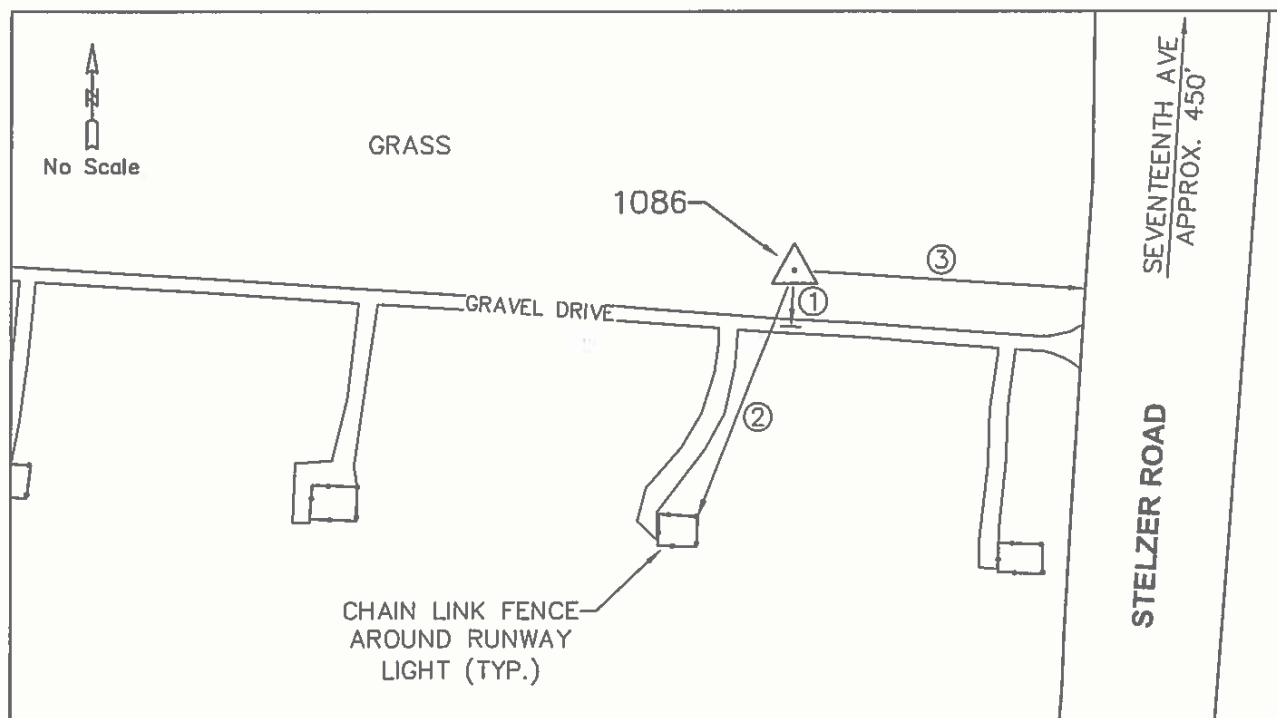 N
No Scale
GRASS
1086
SEVENTEENTH AVE
APPROX. 450'
③
①
GRAVEL DRIVE
②
STELZER ROAD
CHAIN LINK FENCE
AROUND RUNWAY
LIGHT (TYP.)